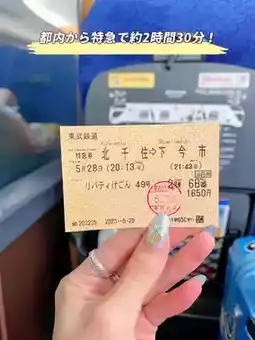 都内から特急で約2時間30分！
東武鉄道
特急券 北千住→下今市
5月28日(20:13発) (21:43着)
リバティけごん 49号 2号車 6B番
1650円